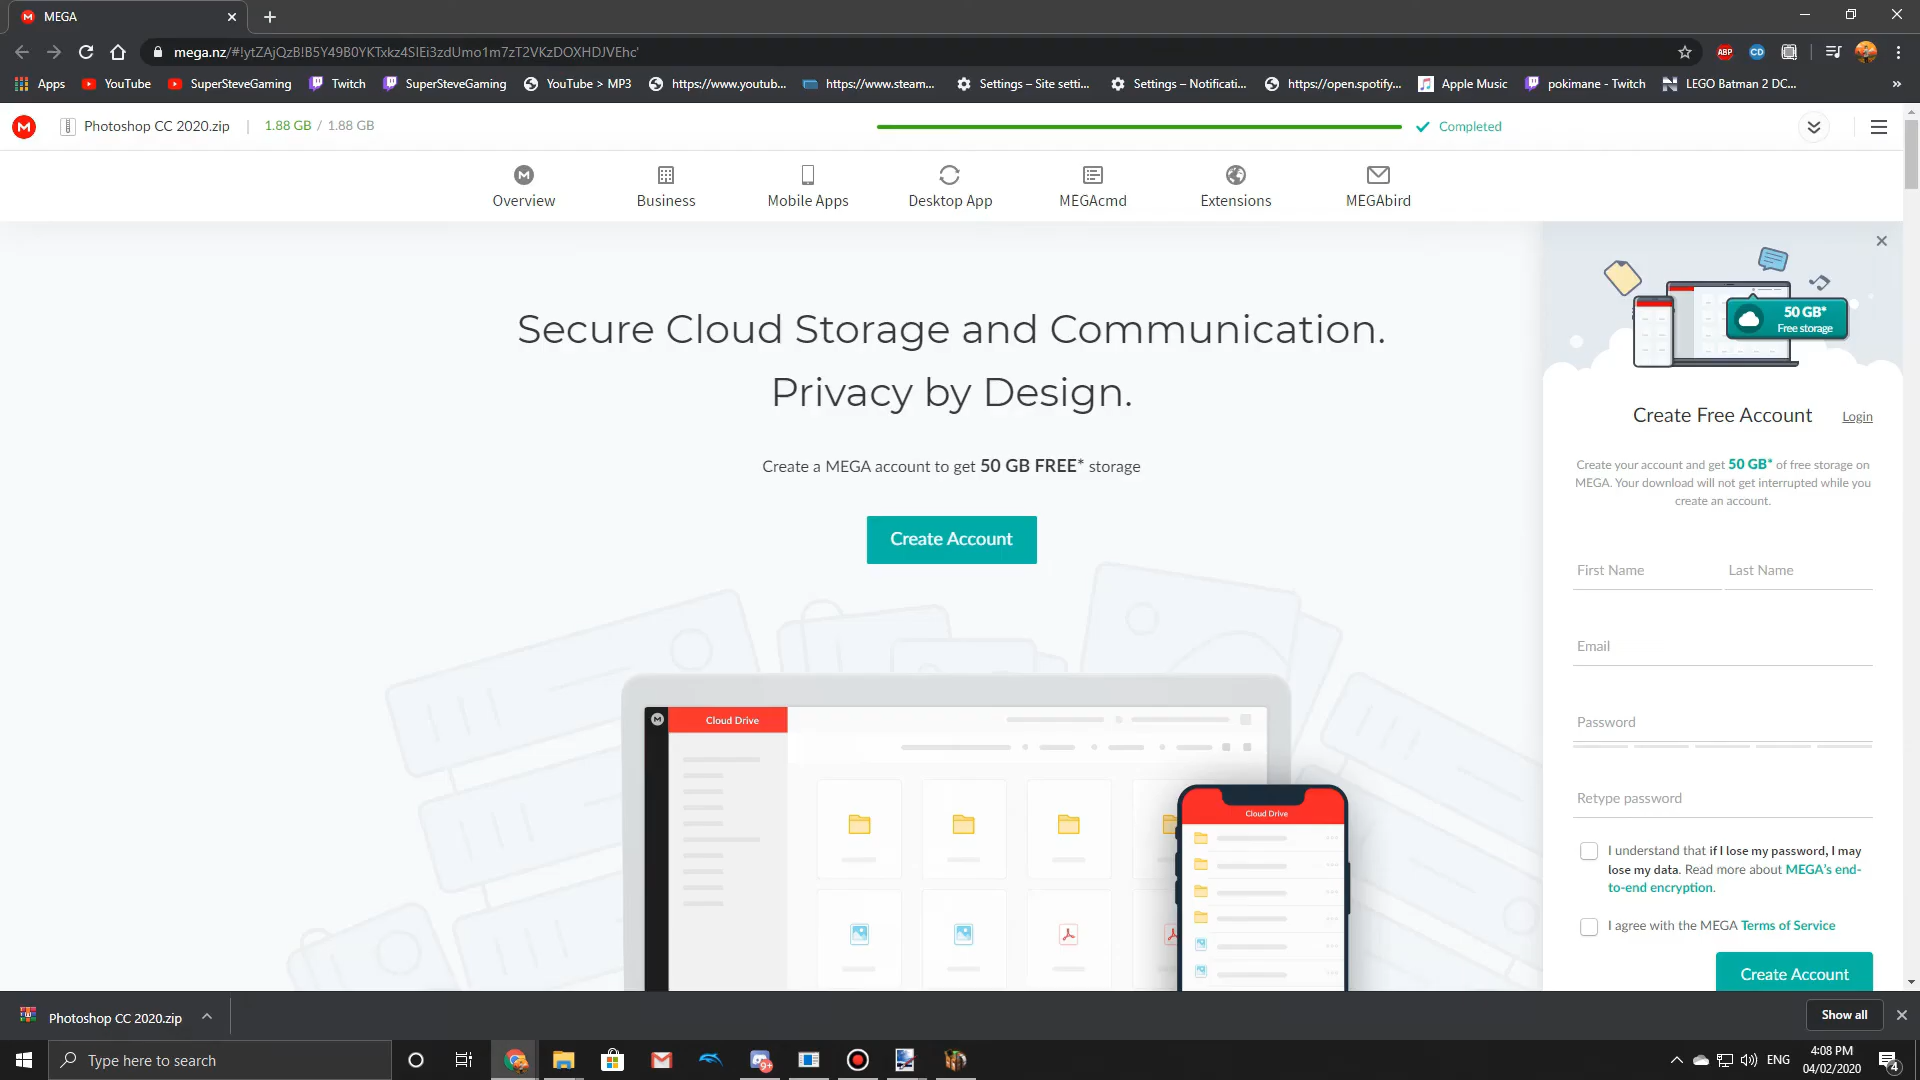 MEGA
mega.nz/#!ytZAjQzB!B5Y49B0YKTxkz4SlEi3zdUmo1m7zT2VKzDOXHDJVEhc'
ABP
CD
Apps
YouTube
SuperSteveGaming
Twitch
SuperSteveGaming
YouTube > MP3
https://www.youtub...
https://www.steam...
Settings – Site setti...
Settings – Notificati...
https://open.spotify...
Apple Music
pokimane - Twitch
LEGO Batman 2 DC...
»
M
Photoshop CC 2020.zip
1.88 GB / 1.88 GB
Completed
Overview
Business
Mobile Apps
Desktop App
MEGAcmd
Extensions
MEGAbird
Secure Cloud Storage and Communication.
Privacy by Design.
Create a MEGA account to get 50 GB FREE* storage
Create Account
M
Cloud Drive
Cloud Drive
50 GB*
Free storage
Create Free Account
Login
Create your account and get 50 GB* of free storage on
MEGA. Your download will not get interrupted while you
create an account.
First Name
Last Name
Email
Password
Retype password
I understand that if I lose my password, I may
lose my data. Read more about MEGA's end-
to-end encryption.
I agree with the MEGA Terms of Service
Create Account
Photoshop CC 2020.zip
Show all
Type here to search
9+
ENG
4:08 PM
04/02/2020
4